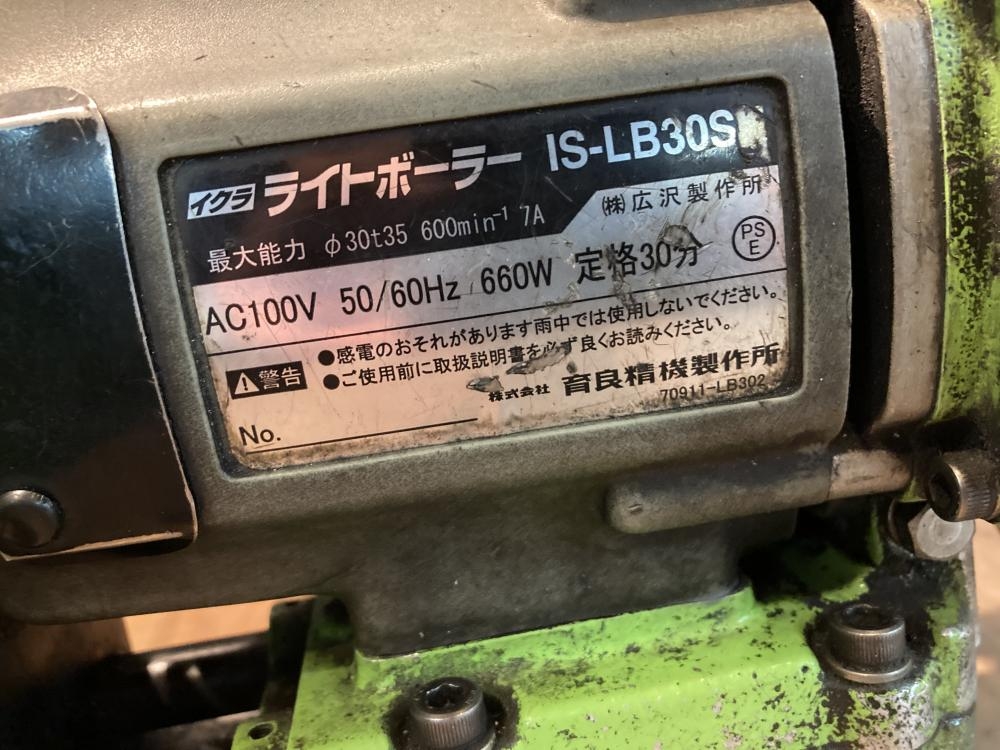 イクラ ライトボーラー IS-LB30S
最大能力 φ30t35 600min⁻¹ 7A
(株)広沢製作所
AC100V 50/60Hz 660W 定格30分
PS
E
警告
●感電のおそれがあります雨中では使用しないでください。
●ご使用前に取扱説明書を必ず良くお読みください。
株式会社 育良精機製作所
70911-LB302
No.